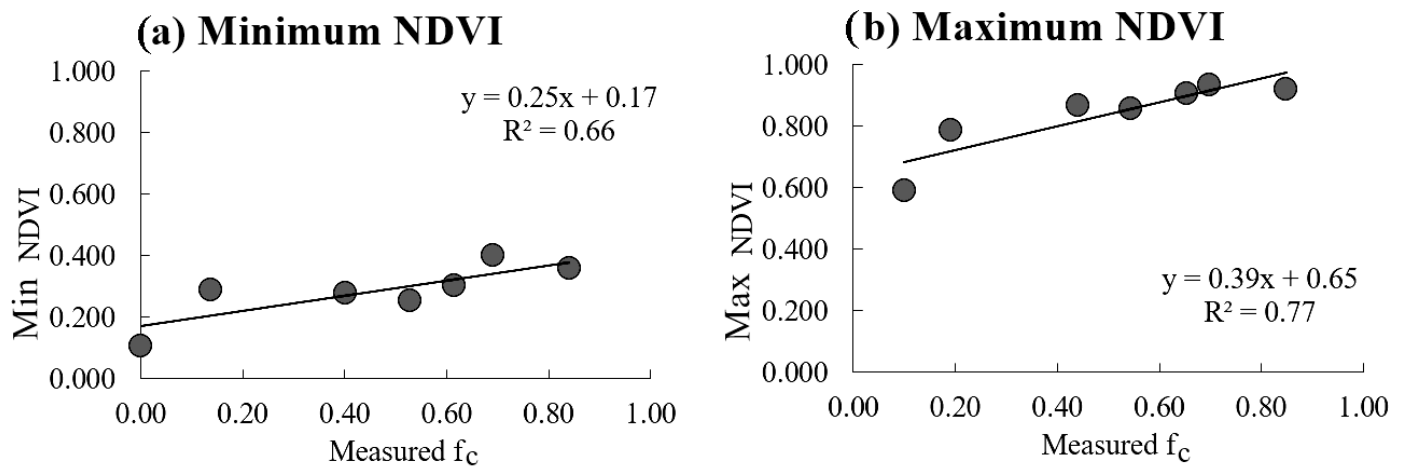 (a) Minimum NDVI
1.000
0.800
0.600
0.400
0.200
0.000
Min NDVI
y = 0.25x + 0.17
R² = 0.66
0.00 0.20 0.40 0.60 0.80 1.00
Measured fc
(b) Maximum NDVI
1.000
0.800
0.600
0.400
0.200
0.000
Max NDVI
y = 0.39x + 0.65
R² = 0.77
0.00 0.20 0.40 0.60 0.80 1.00
Measured fc